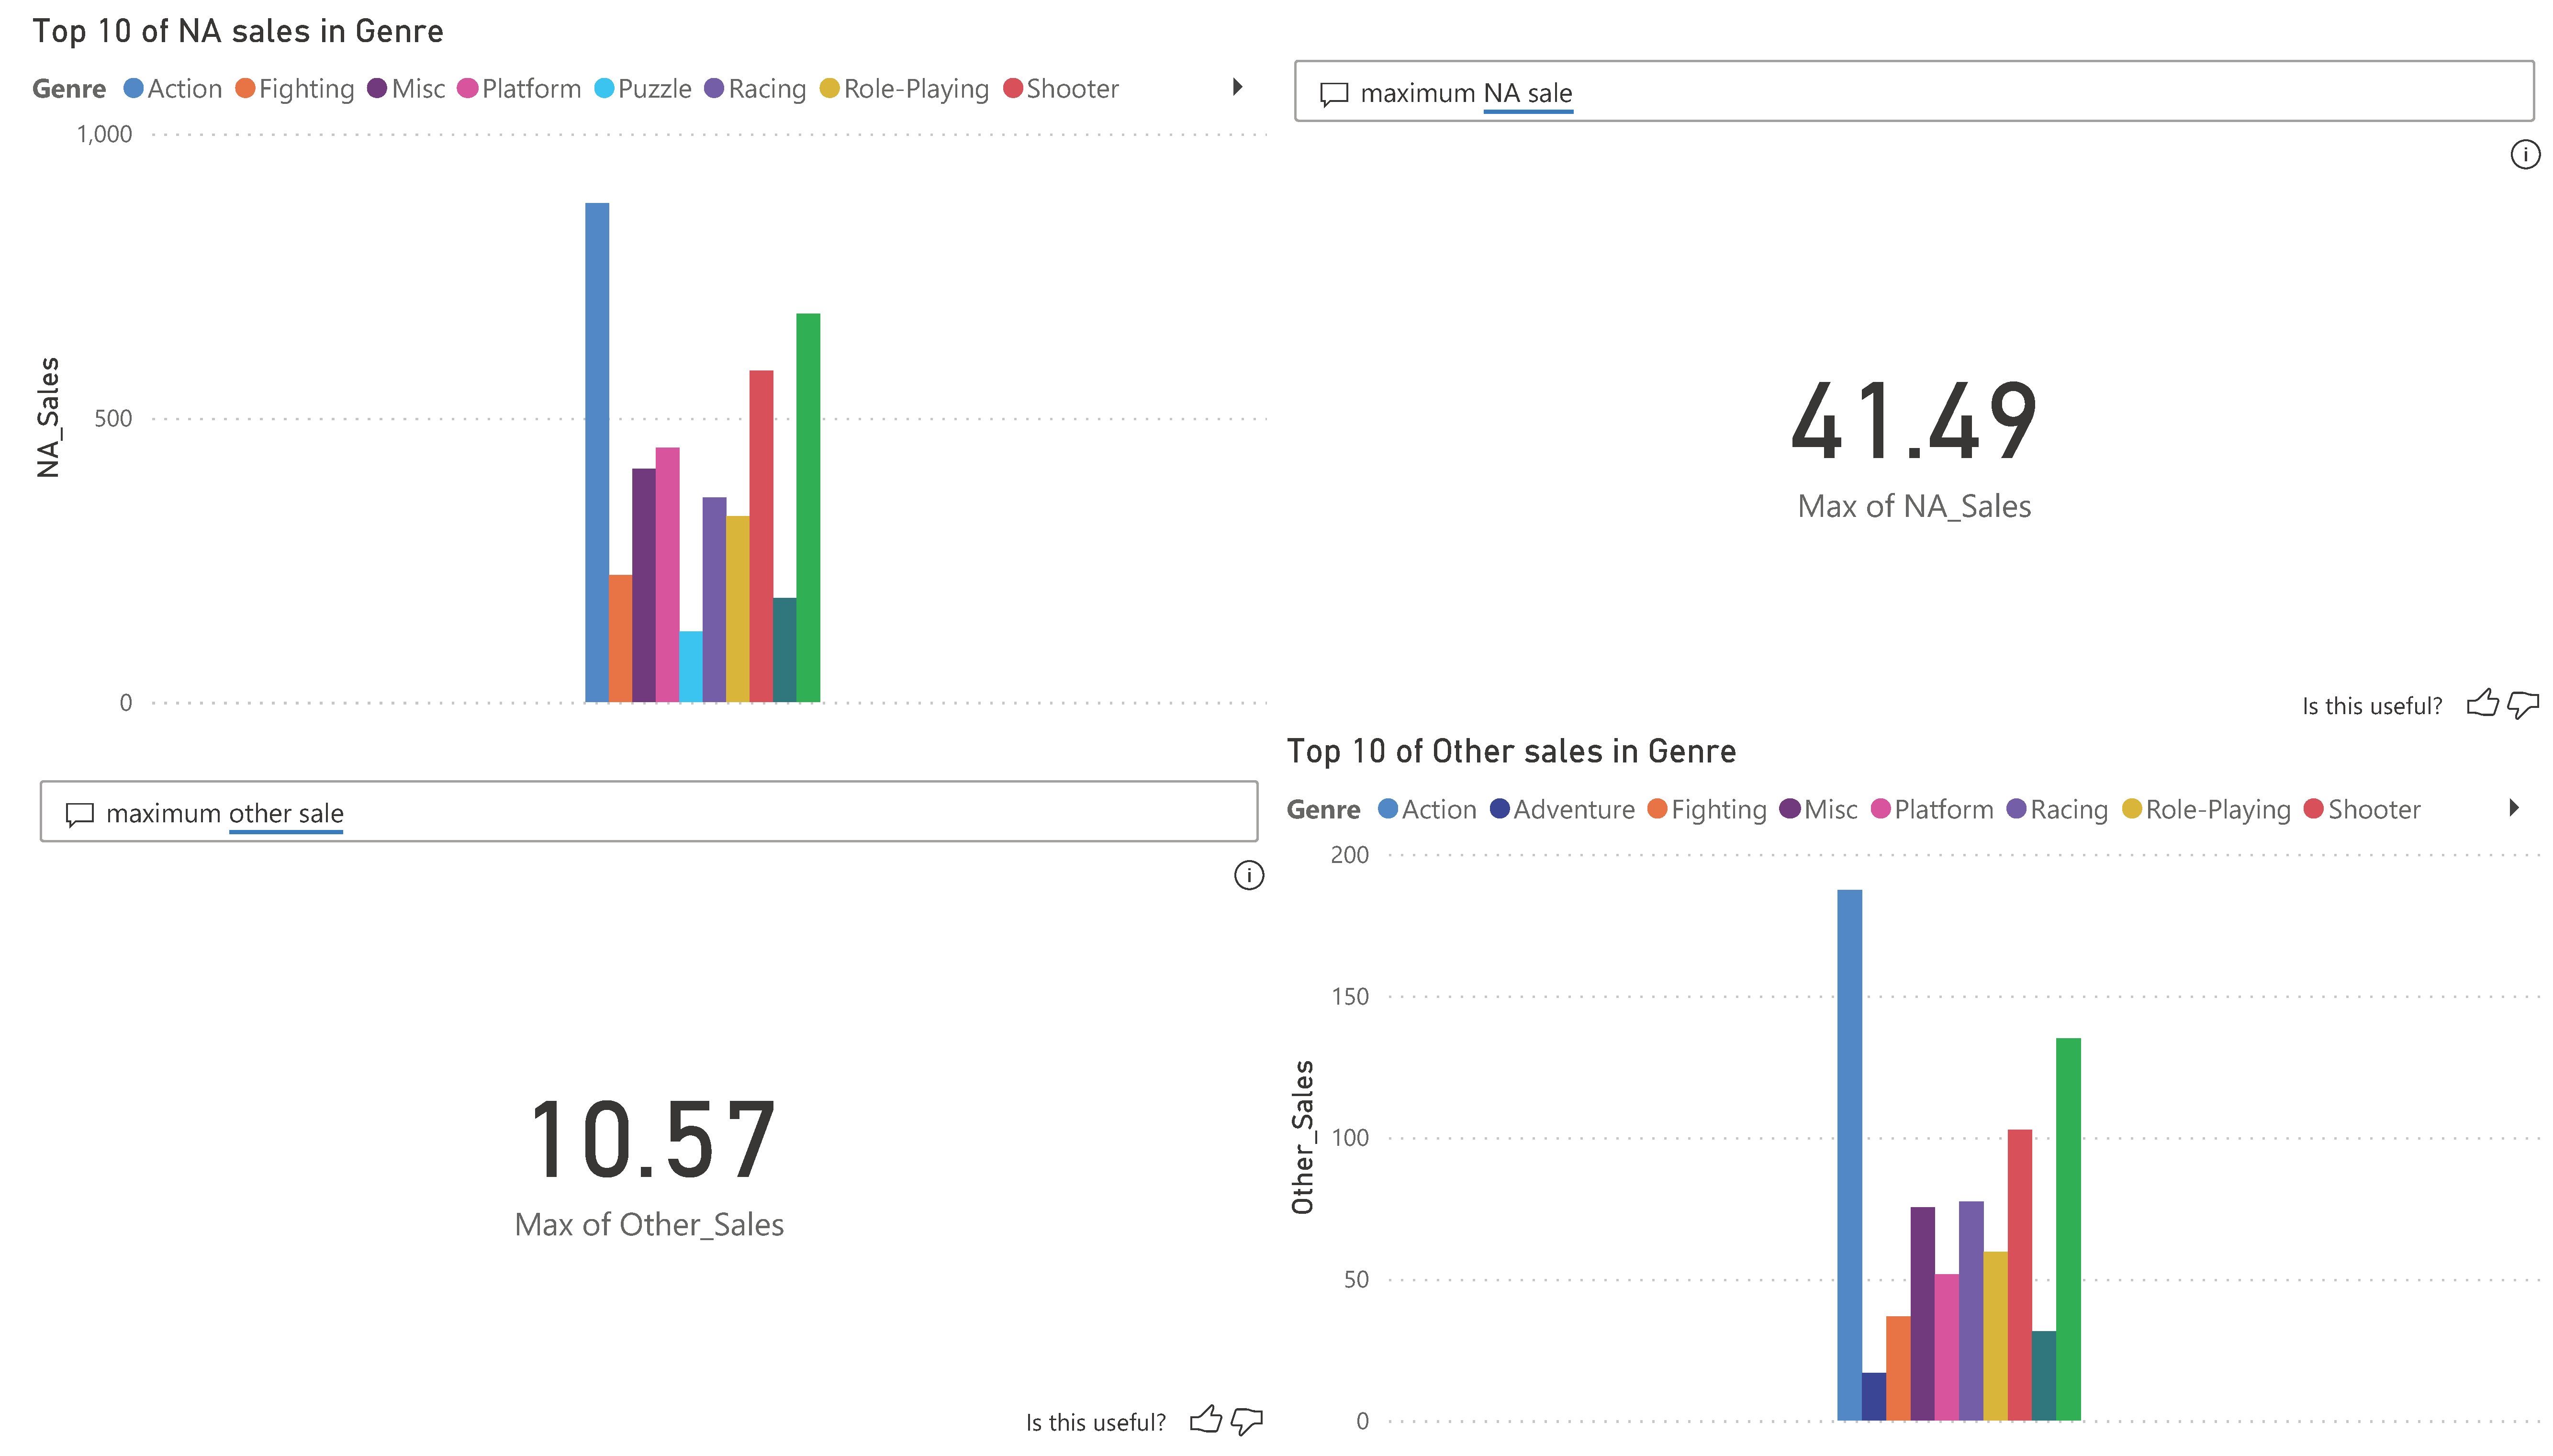 Top 10 of NA sales in Genre
Genre Action Fighting Misc Platform Puzzle Racing Role-Playing Shooter
1,000
500
0
NA_Sales
maximum NA sale
i
41.49
Max of NA_Sales
Is this useful?
maximum other sale
i
10.57
Max of Other_Sales
Is this useful?
Top 10 of Other sales in Genre
Genre Action Adventure Fighting Misc Platform Racing Role-Playing Shooter
200
150
100
50
0
Other_Sales